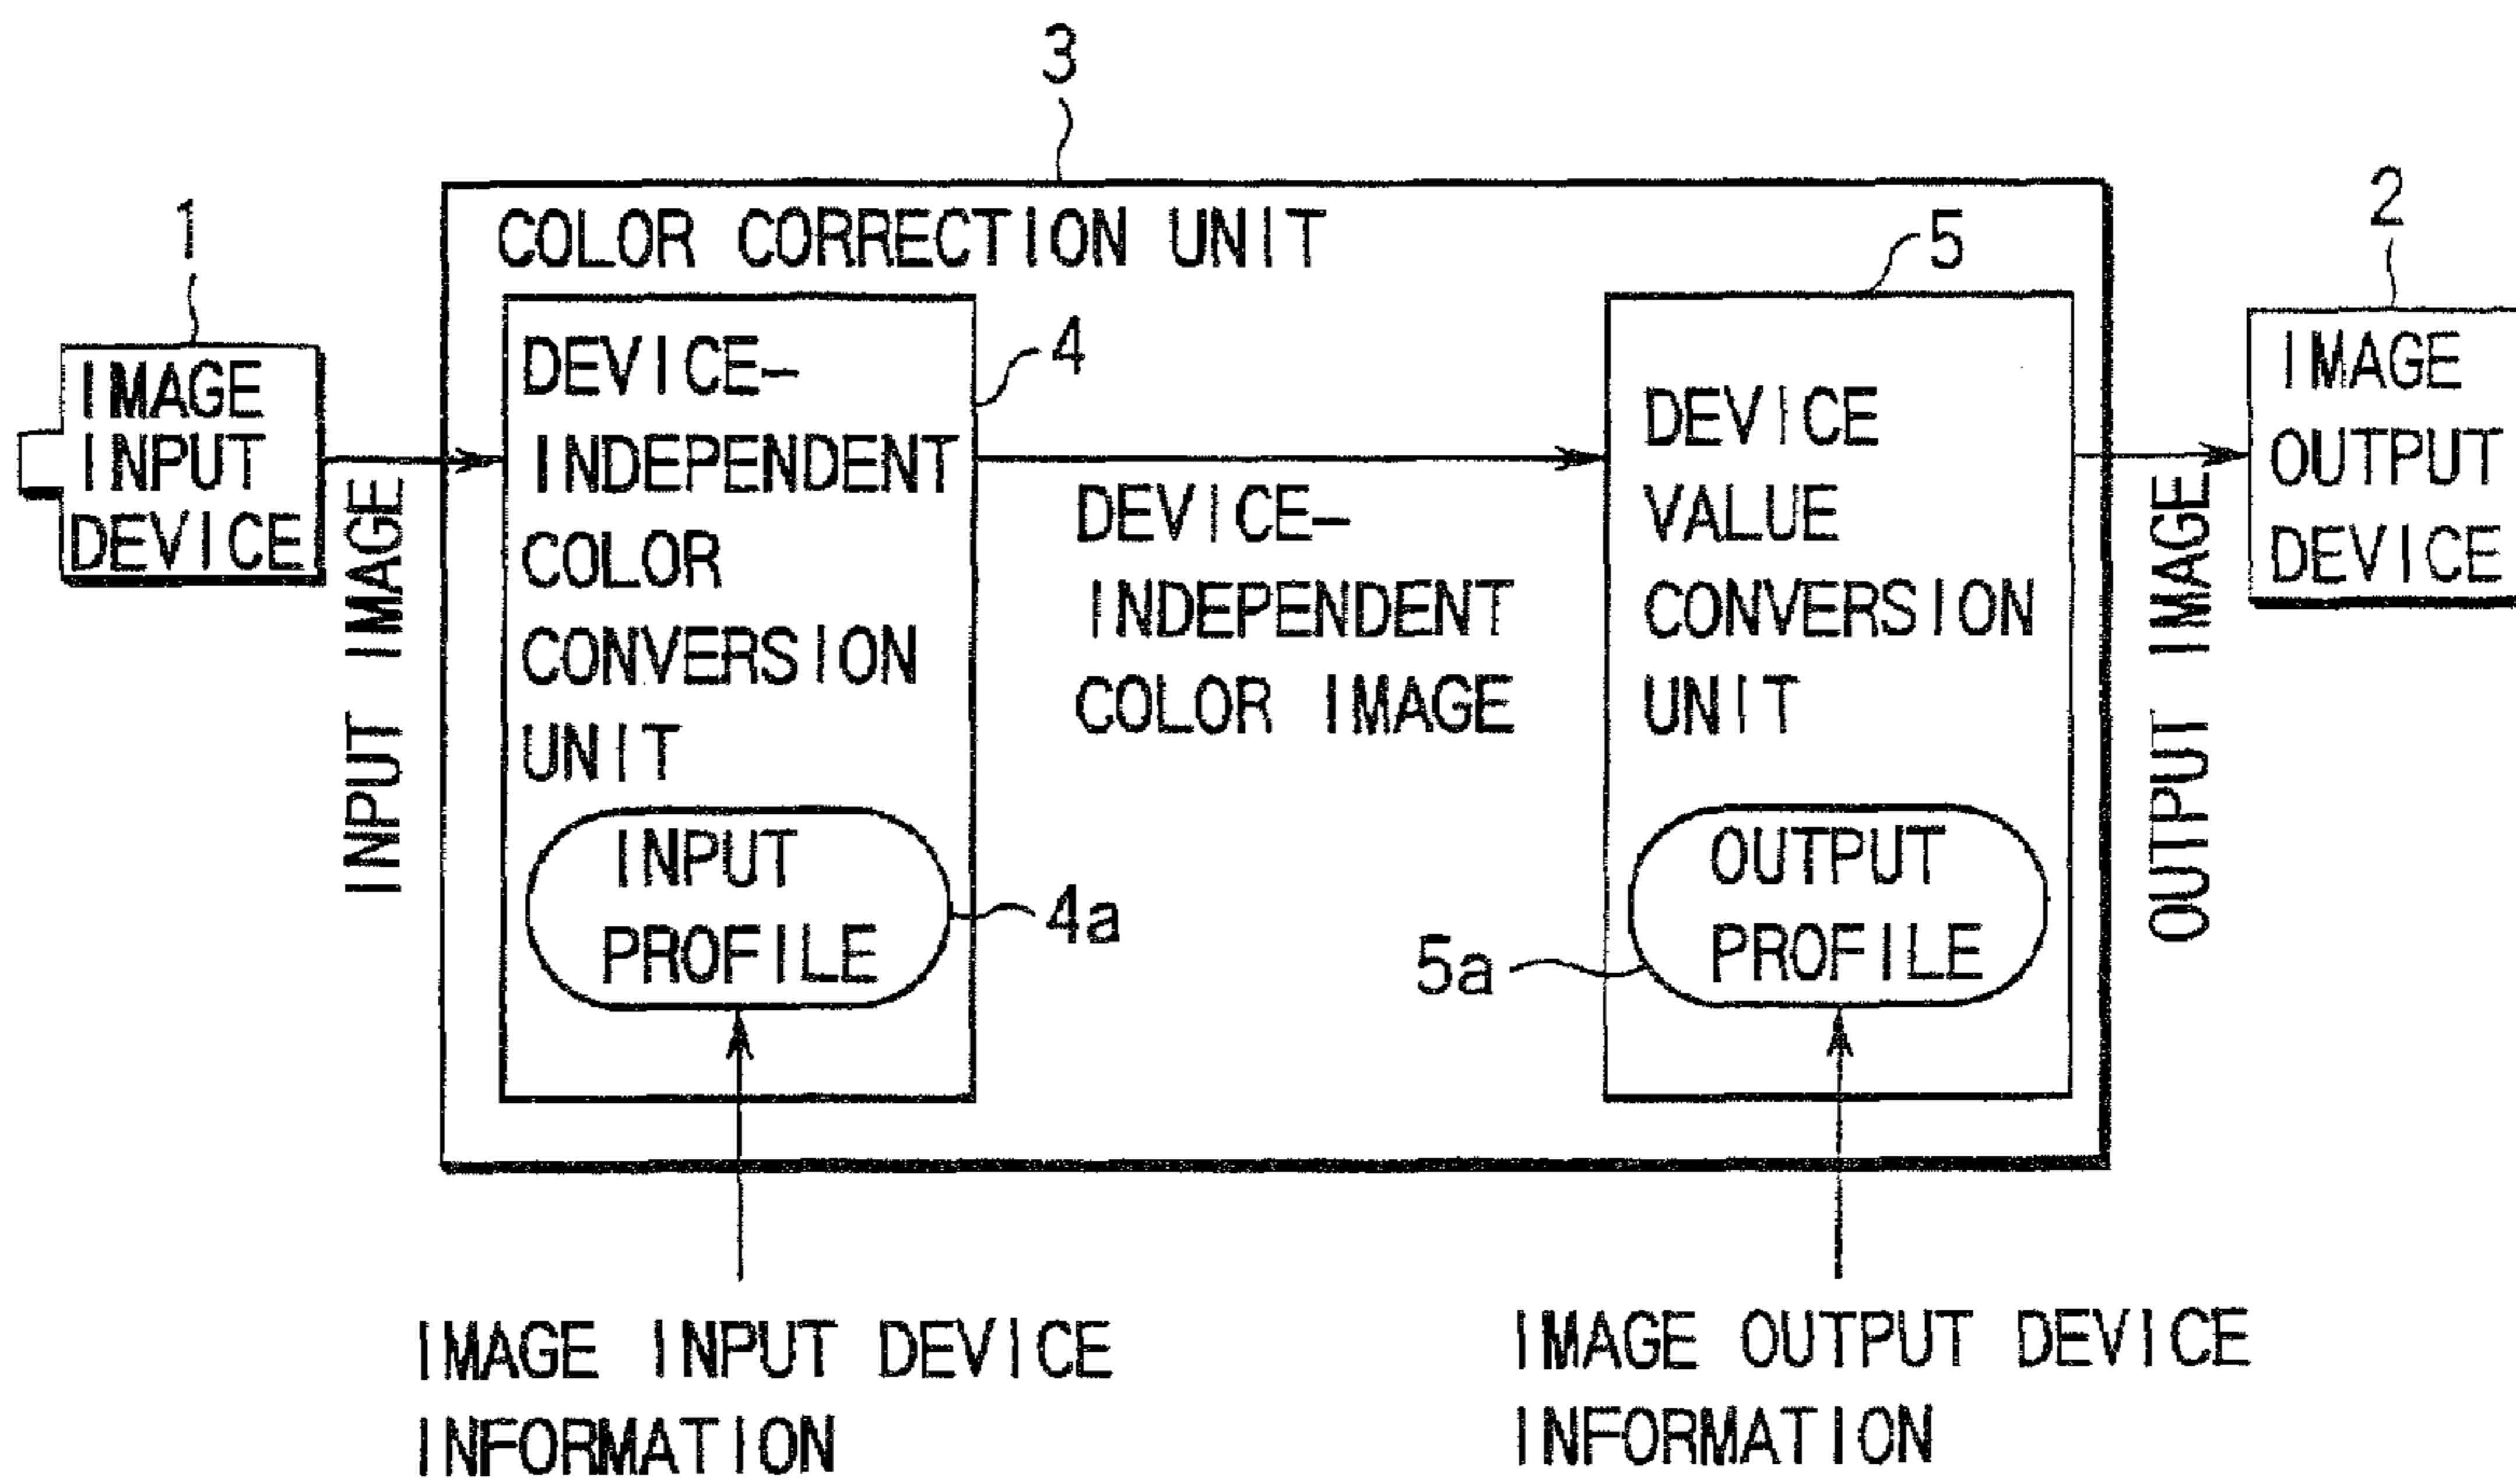 3
1
2
COLOR CORRECTION UNIT
5
IMAGE
INPUT
DEVICE
INPUT IMAGE
DEVICE-
INDEPENDENT
COLOR
CONVERSION
UNIT
4
INPUT
PROFILE
4a
DEVICE-
INDEPENDENT
COLOR IMAGE
DEVICE
VALUE
CONVERSION
UNIT
OUTPUT
PROFILE
5a
OUTPUT IMAGE
IMAGE
OUTPUT
DEVICE
IMAGE INPUT DEVICE
INFORMATION
IMAGE OUTPUT DEVICE
INFORMATION